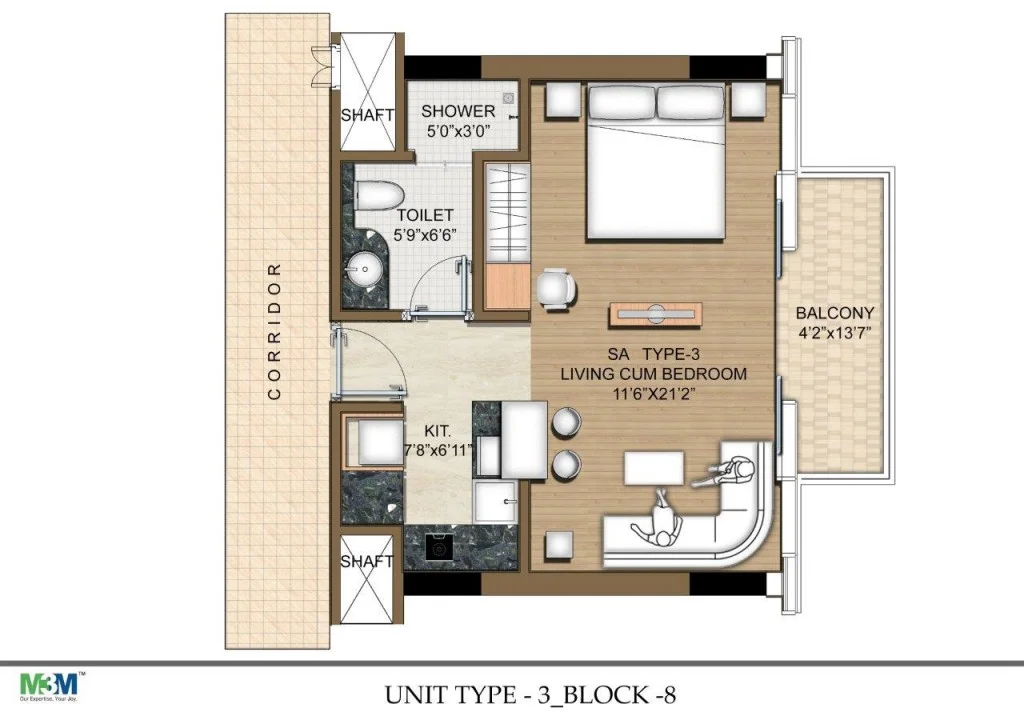 SHAFT
SHOWER
5'0"x3'0"
TOILET
5'9"x6'6"
CORRIDOR
BALCONY
4'2"x13'7"
SA TYPE-3
LIVING CUM BEDROOM
11'6"X21'2"
KIT.
7'8"x6'11"
SHAFT
M3M™
Our Expertise. Your Joy.
UNIT TYPE - 3_BLOCK -8